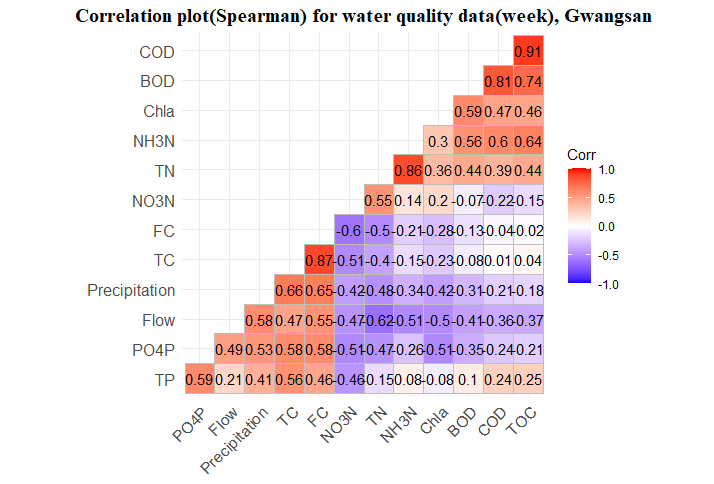 Correlation plot(Spearman) for water quality data(week), Gwangsan
COD 0.91
BOD 0.81 0.74
Chla 0.59 0.47 0.46
NH3N 0.3 0.56 0.6 0.64
TN 0.86 0.36 0.44 0.39 0.44
NO3N 0.55 0.14 0.2 -0.07 -0.22 -0.15
FC -0.6 -0.5 -0.21 -0.28 -0.13 -0.04 -0.02
TC 0.87 -0.51 -0.4 -0.15 -0.23 -0.08 0.01 0.04
Precipitation 0.66 0.65 -0.42 -0.48 -0.34 -0.42 -0.31 -0.21 -0.18
Flow 0.58 0.47 0.55 -0.47 -0.62 -0.51 -0.5 -0.41 -0.36 -0.37
PO4P 0.49 0.53 0.58 0.58 -0.51 -0.47 -0.26 -0.51 -0.35 -0.24 -0.21
TP 0.59 0.21 0.41 0.56 0.46 -0.46 -0.15 0.08 -0.08 0.1 0.24 0.25
PO4P Flow Precipitation TC FC NO3N TN NH3N Chla BOD COD TOC
Corr
1.0
0.5
0.0
-0.5
-1.0